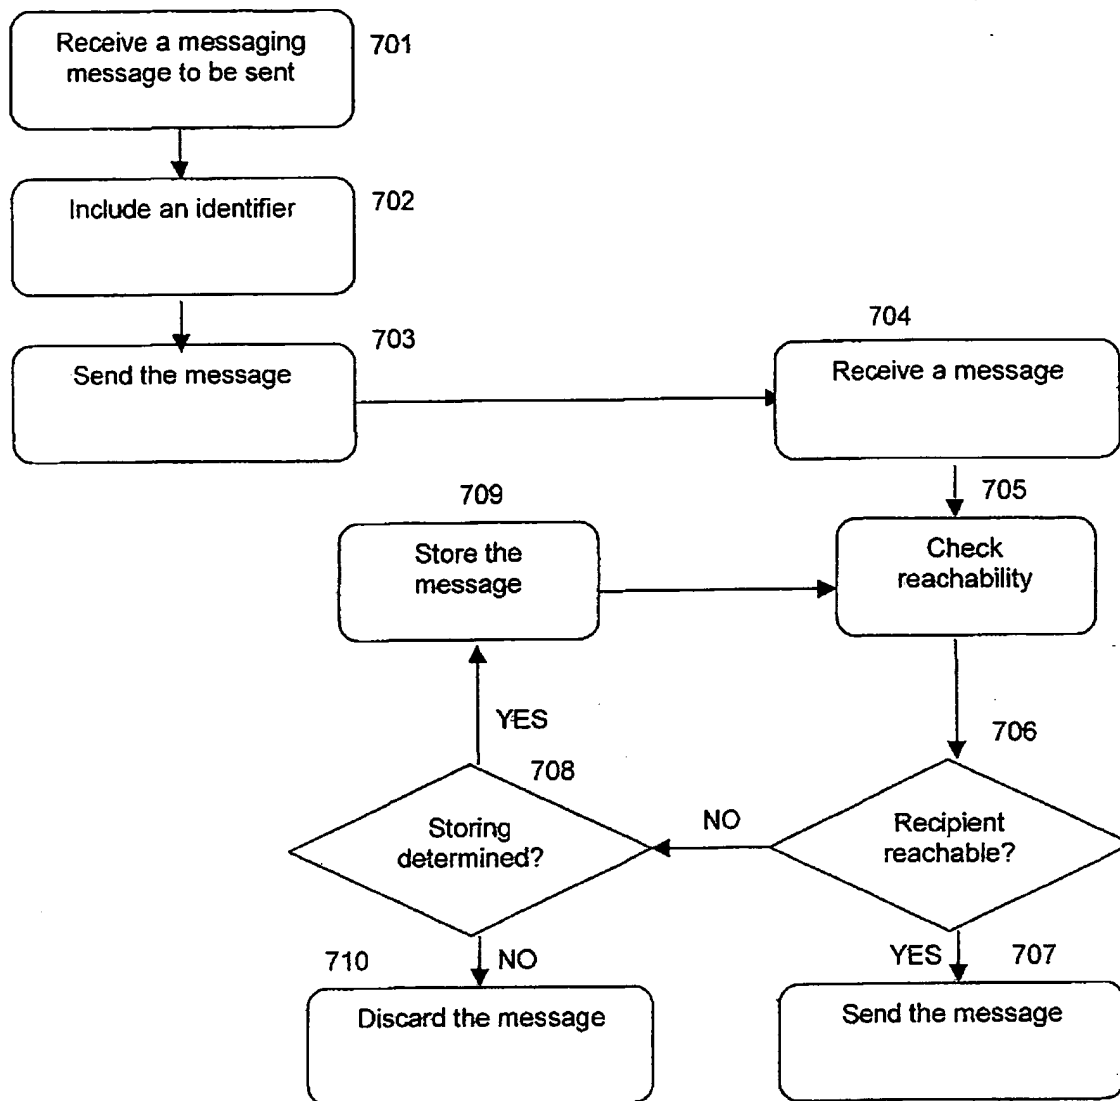 Receive a messaging
message to be sent
701
Include an identifier
702
703
Send the message
704
Receive a message
705
709
Store the
message
Check
reachability
YES
706
708
Storing
determined?
NO
Recipient
reachable?
710
NO
YES
707
Discard the message
Send the message